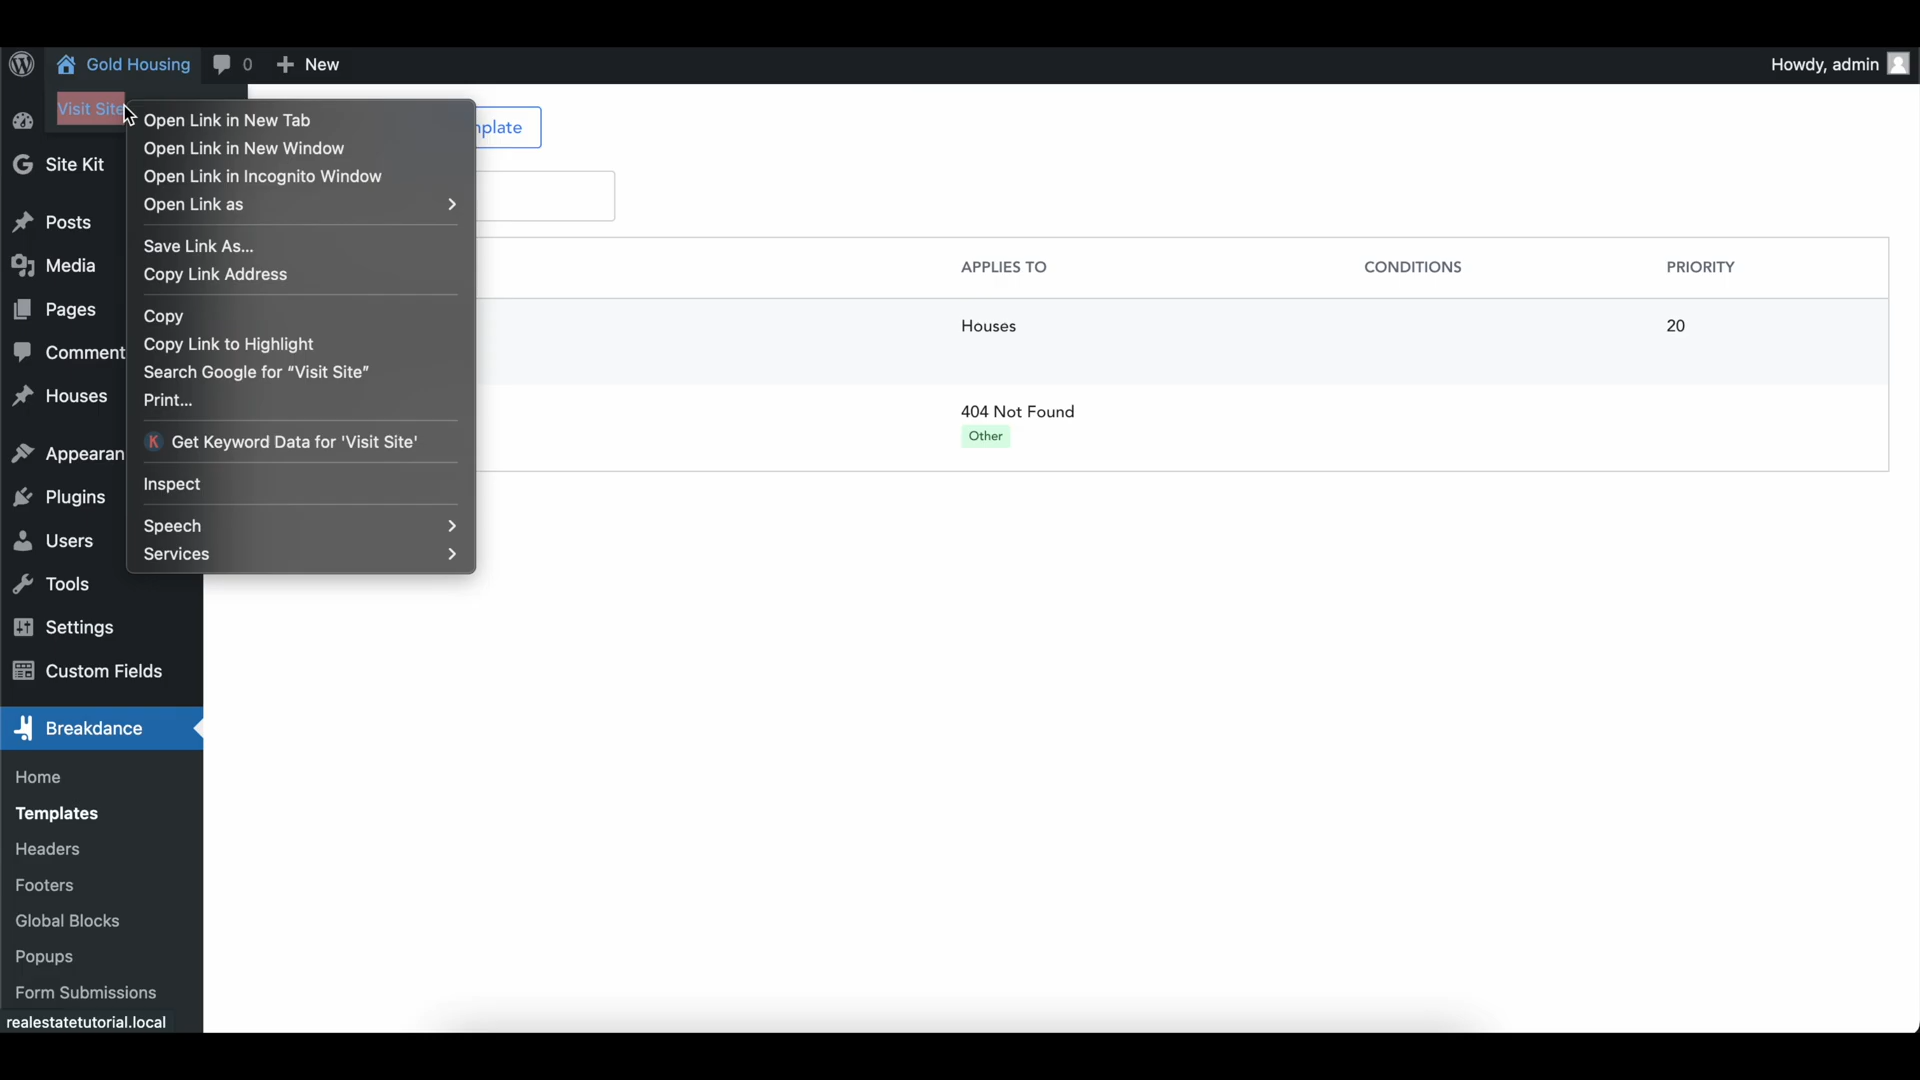 Gold Housing 0 New Howdy, admin
Visit Site
Open Link in New Tab
Open Link in New Window
Open Link in Incognito Window
Open Link as
Save Link As...
Copy Link Address
Copy
Copy Link to Highlight
Search Google for “Visit Site”
Print...
K Get Keyword Data for 'Visit Site'
Inspect
Speech
Services
Site Kit
Posts
Media
Pages
Comment
Houses
Appearan
Plugins
Users
Tools
Settings
Custom Fields
Breakdance
Home
Templates
Headers
Footers
Global Blocks
Popups
Form Submissions
realestatetutorial.local
mplate
APPLIES TO CONDITIONS PRIORITY
Houses 20
404 Not Found
Other